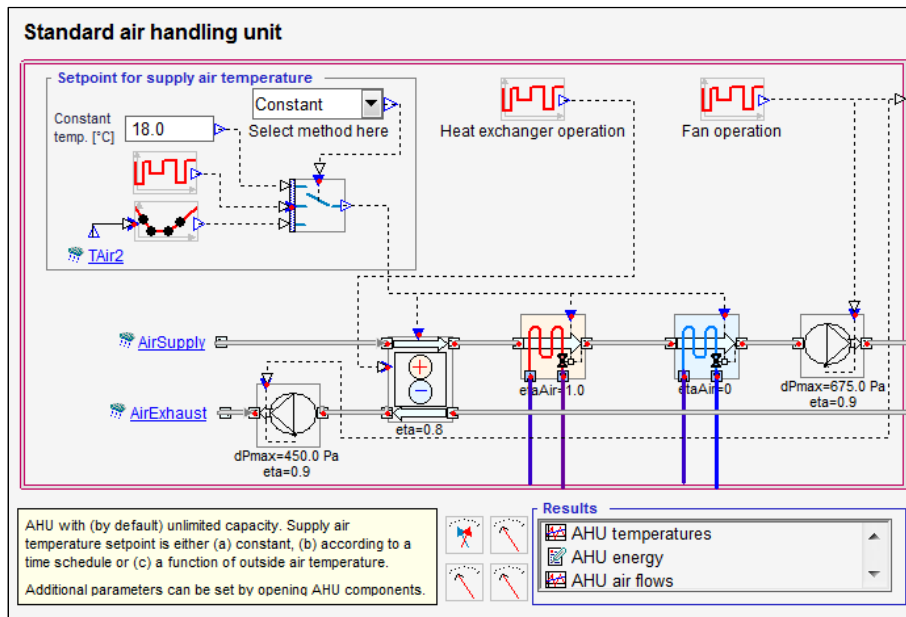 Standard air handling unit
Setpoint for supply air temperature
Constant
temp. [°C]
18.0
Constant
Select method here
Heat exchanger operation
Fan operation
TAir2
AirSupply
AirExhaust
etaAir=1.0
etaAir=0
dPmax=675.0 Pa
eta=0.9
eta=0.8
dPmax=450.0 Pa
eta=0.9
AHU with (by default) unlimited capacity. Supply air
temperature setpoint is either (a) constant, (b) according to a
time schedule or (c) a function of outside air temperature.
Additional parameters can be set by opening AHU components.
Results
AHU temperatures
AHU energy
AHU air flows